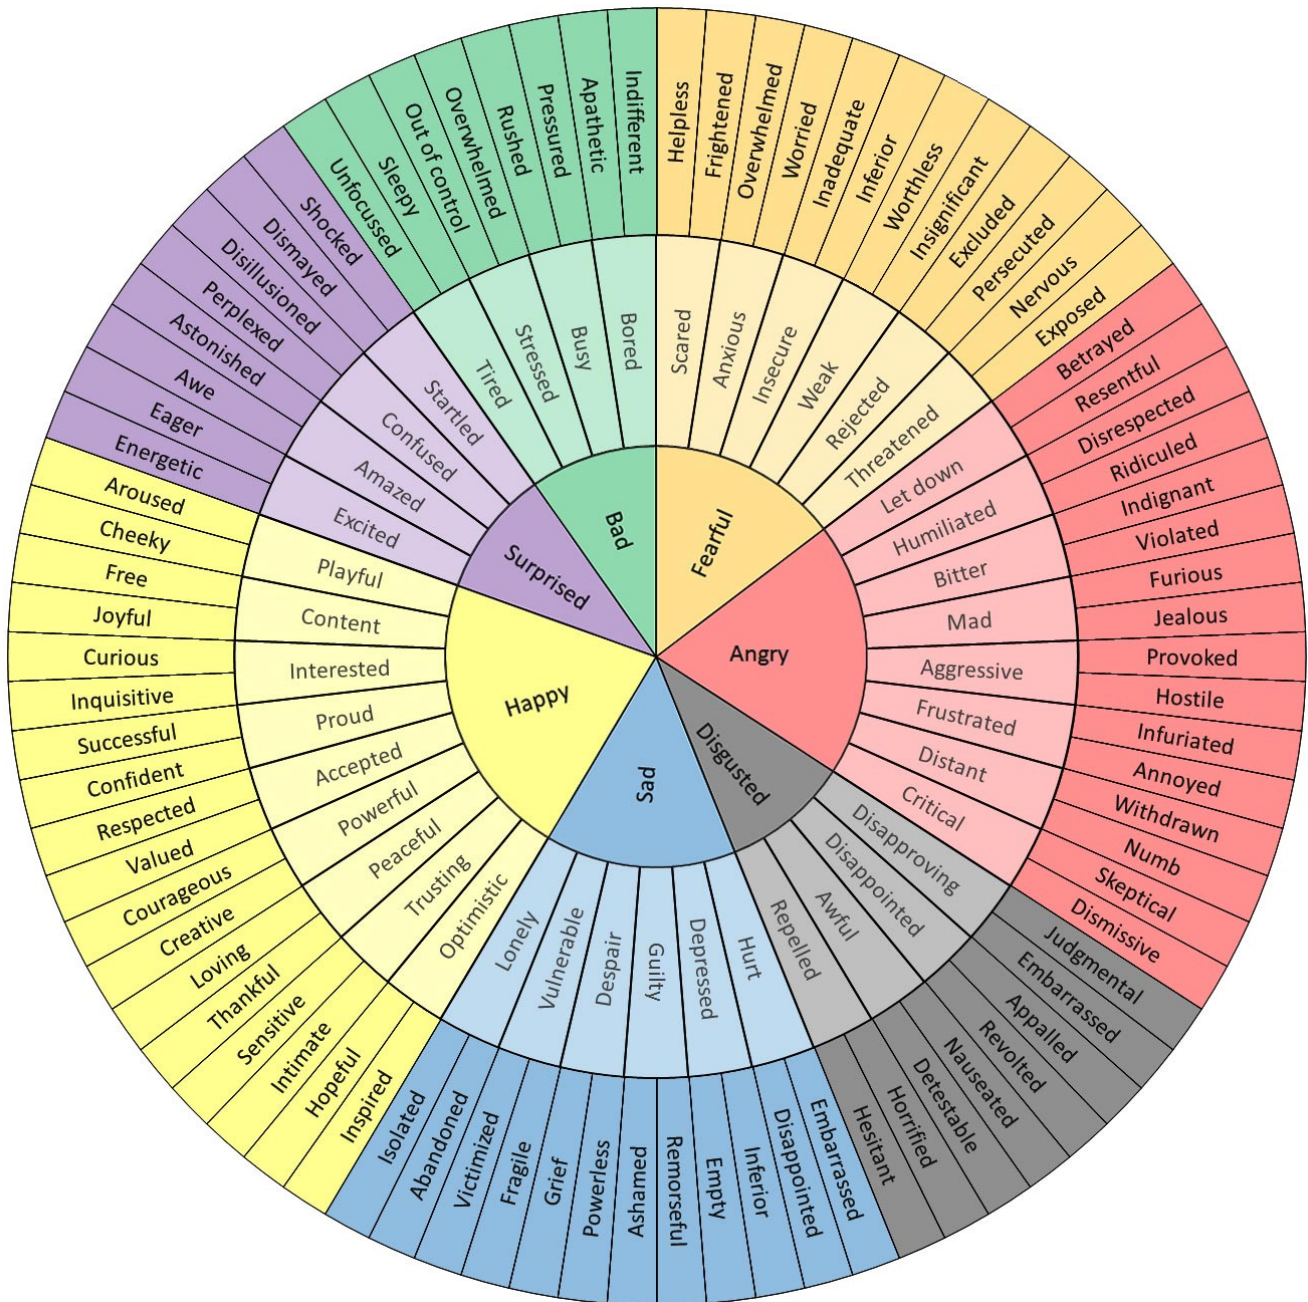 Fearful
Angry
Disgusted
Sad
Happy
Surprised
Bad
Scared
Anxious
Insecure
Weak
Rejected
Threatened
Let down
Humiliated
Bitter
Mad
Aggressive
Frustrated
Distant
Critical
Disapproving
Disappointed
Awful
Repelled
Hurt
Depressed
Guilty
Despair
Vulnerable
Lonely
Optimistic
Trusting
Peaceful
Powerful
Accepted
Proud
Interested
Content
Playful
Excited
Amazed
Confused
Startled
Tired
Stressed
Busy
Bored
Helpless
Frightened
Overwhelmed
Worried
Inadequate
Inferior
Worthless
Insignificant
Excluded
Persecuted
Nervous
Exposed
Betrayed
Resentful
Disrespected
Ridiculed
Indignant
Violated
Furious
Jealous
Provoked
Hostile
Infuriated
Annoyed
Withdrawn
Numb
Skeptical
Dismissive
Judgmental
Embarrassed
Appalled
Revolted
Nauseated
Detestable
Horrified
Hesitant
Embarrassed
Disappointed
Inferior
Empty
Remorseful
Ashamed
Powerless
Grief
Fragile
Victimized
Abandoned
Isolated
Inspired
Hopeful
Intimate
Sensitive
Thankful
Loving
Creative
Courageous
Valued
Respected
Confident
Successful
Inquisitive
Curious
Joyful
Free
Cheeky
Aroused
Energetic
Eager
Awe
Astonished
Perplexed
Disillusioned
Dismayed
Shocked
Unfocussed
Sleepy
Out of control
Overwhelmed
Rushed
Pressured
Apathetic
Indifferent